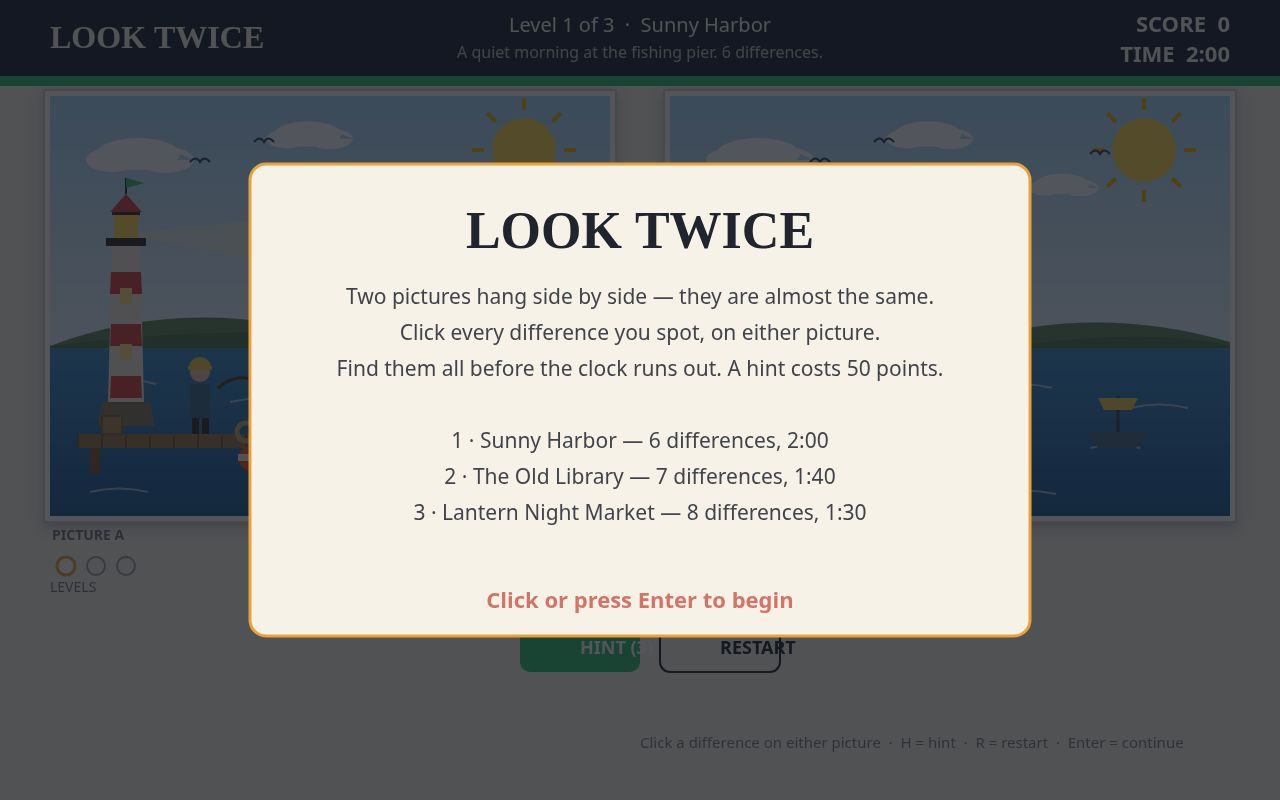 LOOK TWICE
Level 1 of 3 · Sunny Harbor
A quiet morning at the fishing pier. 6 differences.
SCORE 0
TIME 2:00
LOOK TWICE
Two pictures hang side by side — they are almost the same.
Click every difference you spot, on either picture.
Find them all before the clock runs out. A hint costs 50 points.
1 · Sunny Harbor — 6 differences, 2:00
2 · The Old Library — 7 differences, 1:40
3 · Lantern Night Market — 8 differences, 1:30
Click or press Enter to begin
PICTURE A
LEVELS
HINT (3)
RESTART
Click a difference on either picture · H = hint · R = restart · Enter = continue